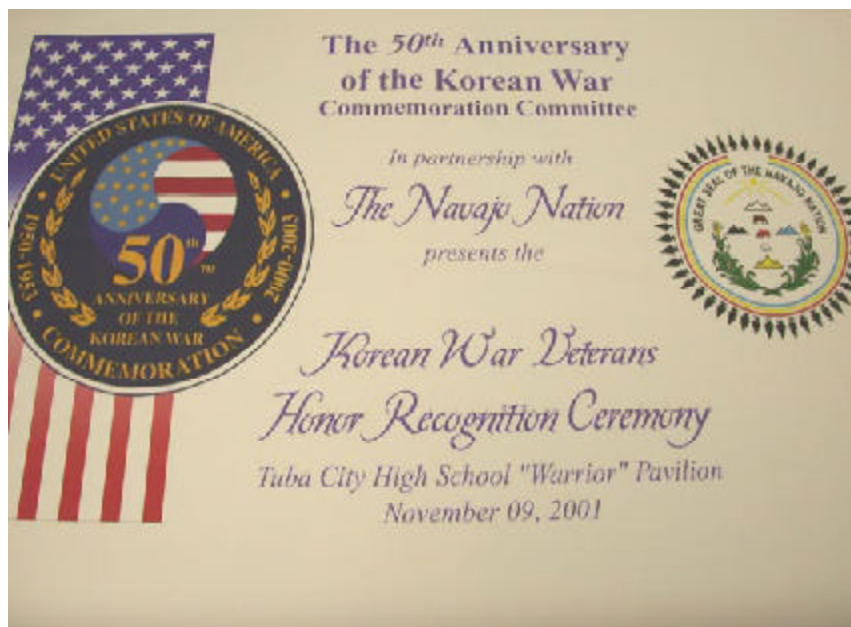 The 50th Anniversary
of the Korean War
Commemoration Committee
In partnership with
The Navajo Nation
presents the
Korean War Veterans
Honor Recognition Ceremony
Tuba City High School "Warrior" Pavilion
November 09, 2001
UNITED STATES OF AMERICA
1950-1953
2000-2003
50th TM
ANNIVERSARY
OF THE
KOREAN WAR
COMMEMORATION
GREAT SEAL OF THE NAVAJO NATION